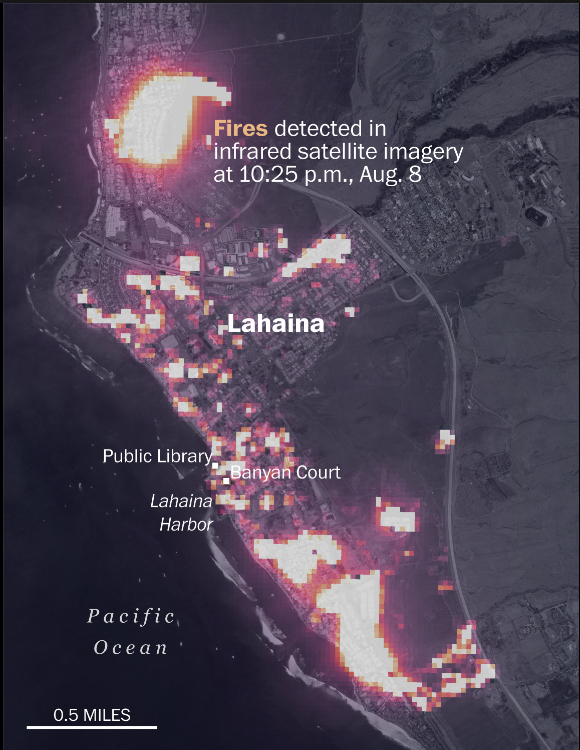 Fires detected in
infrared satellite imagery
at 10:25 p.m., Aug. 8
Lahaina
Public Library
Banyan Court
Lahaina
Harbor
Pacific
Ocean
0.5 MILES